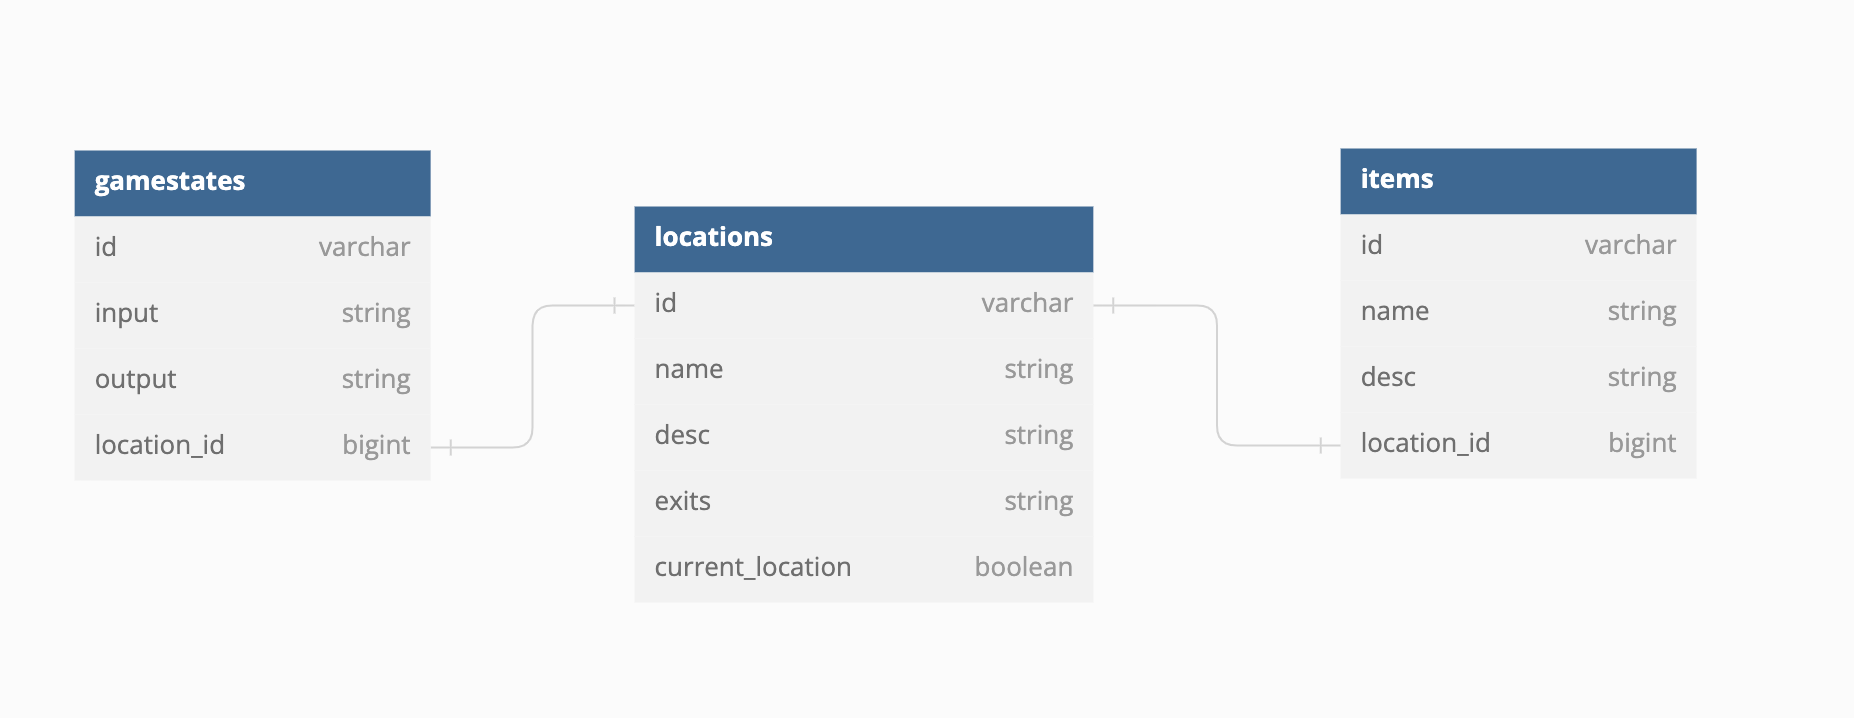 gamestates
id varchar
input string
output string
location_id bigint
locations
id varchar
name string
desc string
exits string
current_location boolean
items
id varchar
name string
desc string
location_id bigint